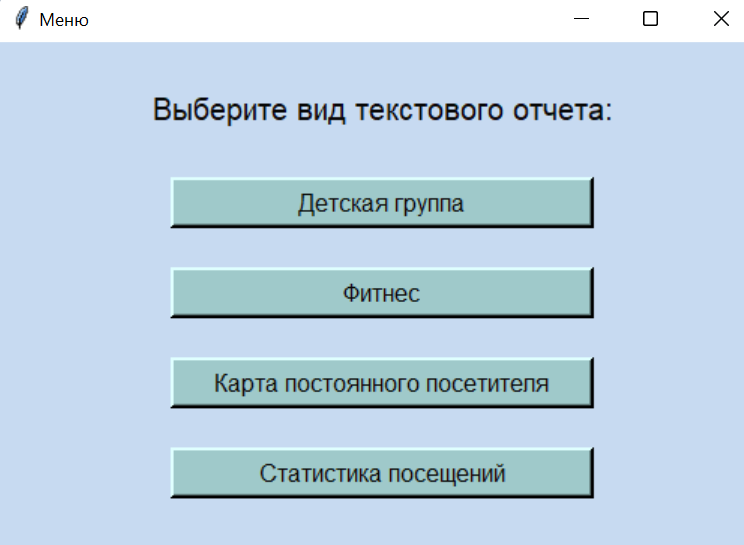 Меню
Выберите вид текстового отчета:
Детская группа
Фитнес
Карта постоянного посетителя
Статистика посещений